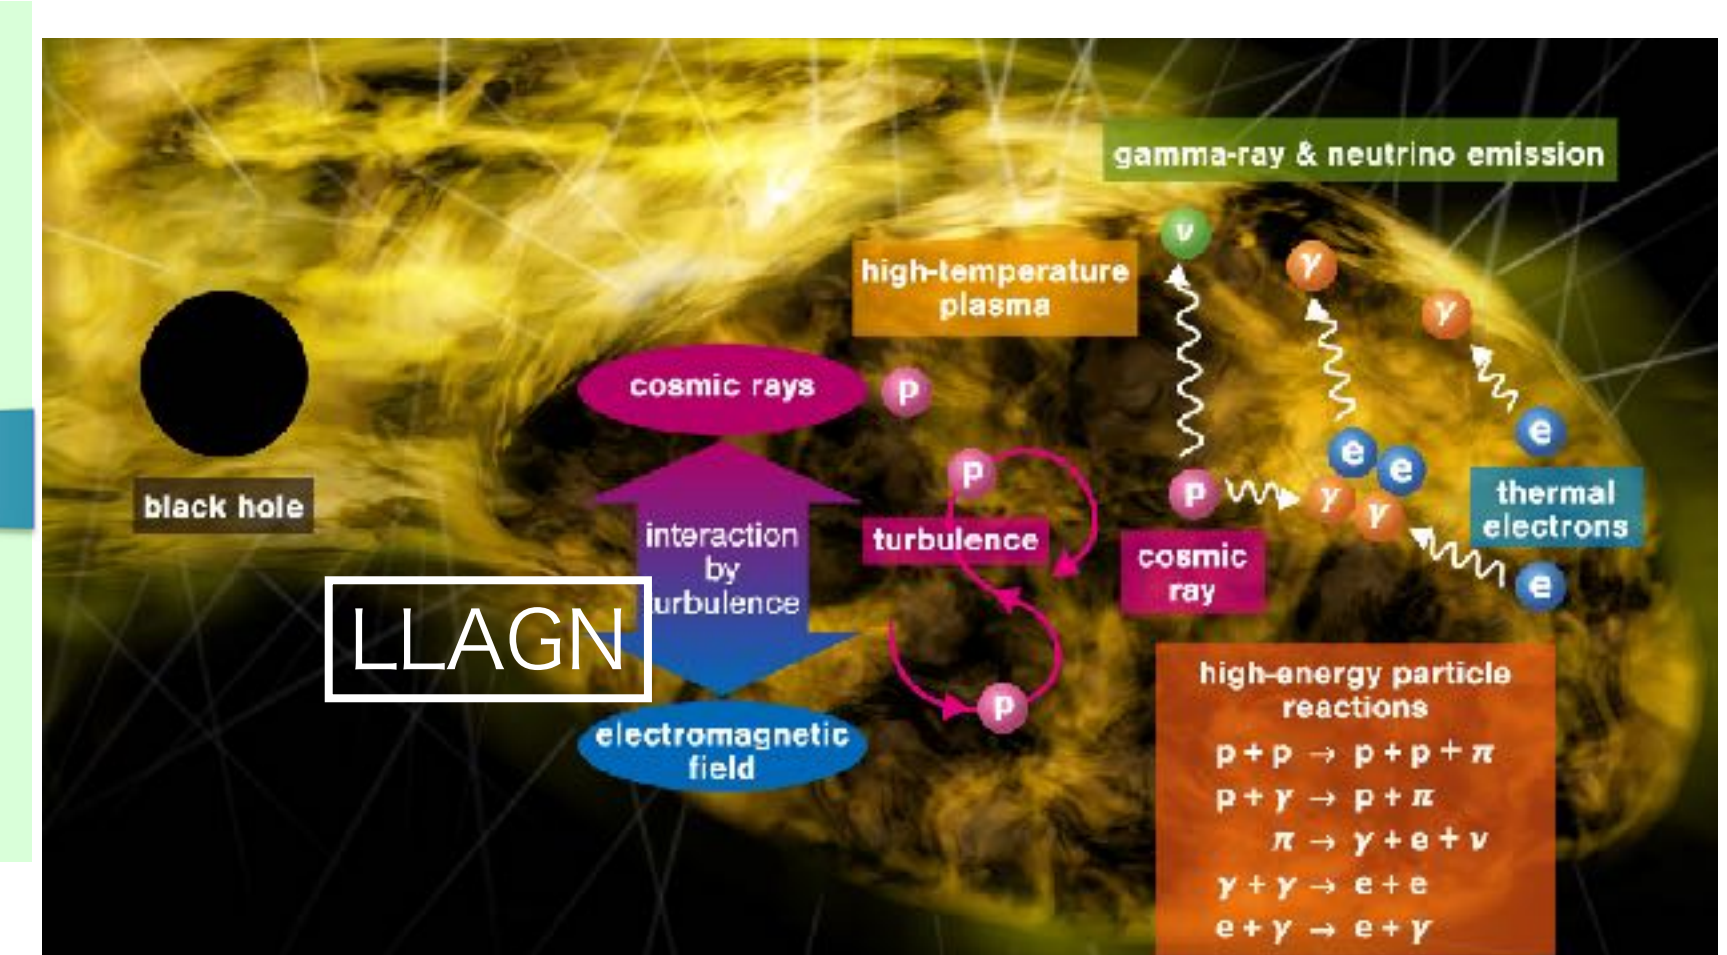 gamma-ray & neutrino emission
ν
γ
high-temperature
plasma
γ
cosmic rays
p
e
e
e
black hole
p
p
γ
γ
thermal
electrons
interaction
by
urbulence
turbulence
cosmic
ray
e
LLAGN
p
electromagnetic
field
high-energy particle
reactions
p + p → p + p + π
p + γ → p + π
π → γ + e + ν
γ + γ → e + e
e + γ → e + γ